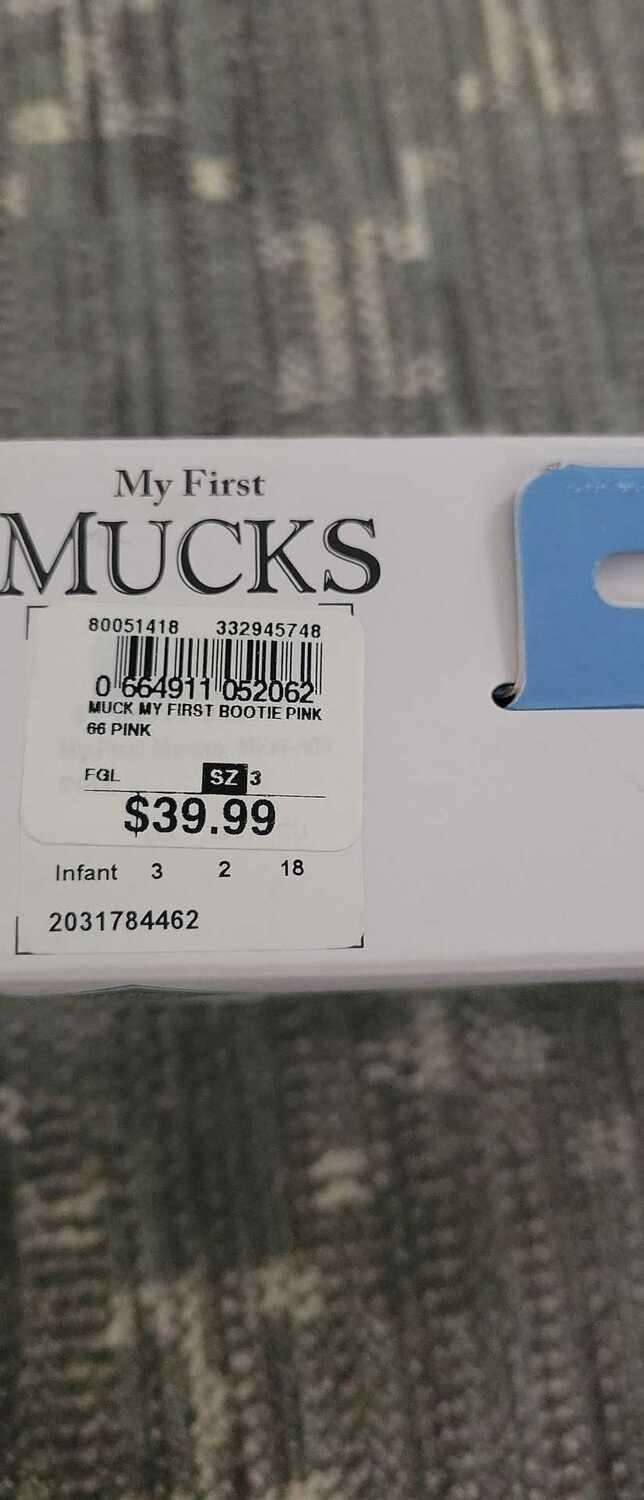 My First
MUCKS
80051418 332945748
0 664911 052062
MUCK MY FIRST BOOTIE PINK
66 PINK
FGL SZ 3
$39.99
Infant 3 2 18
2031784462